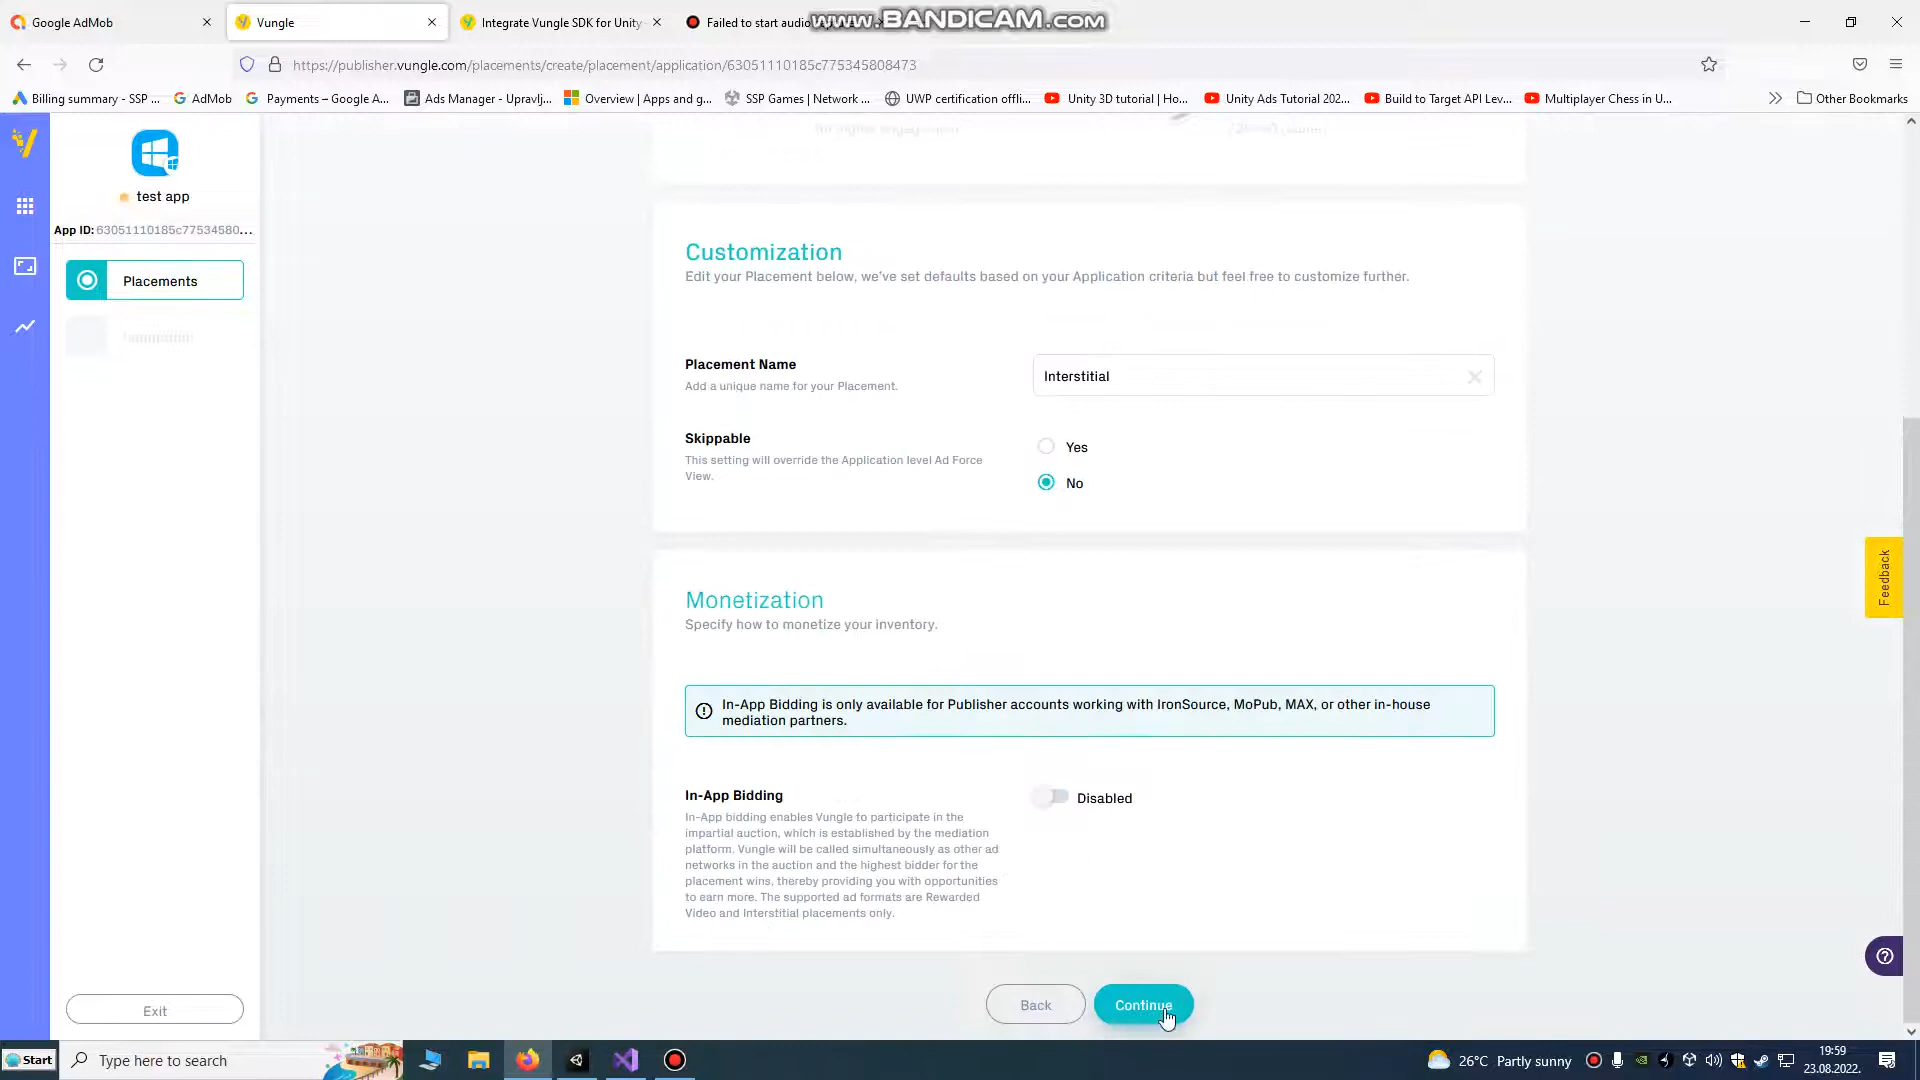 Google AdMob
Vungle
Integrate Vungle SDK for Unity
Failed to start audio
www.BANDICAM.com
https://publisher.vungle.com/placements/create/placement/application/63051110185c775345808473
Billing summary - SSP ...
AdMob
Payments – Google A...
Ads Manager - Upravlj...
Overview | Apps and g...
SSP Games | Network ...
UWP certification offli...
Unity 3D tutorial | Ho...
Unity Ads Tutorial 202...
Build to Target API Lev...
Multiplayer Chess in U...
Other Bookmarks
test app
App ID: 63051110185c77534580...
Placements
Exit
for higher engagement
Customization
Edit your Placement below, we've set defaults based on your Application criteria but feel free to customize further.
Placement Name
Add a unique name for your Placement.
Interstitial
Skippable
This setting will override the Application level Ad Force
View.
Yes
No
Monetization
Specify how to monetize your inventory.
In-App Bidding is only available for Publisher accounts working with IronSource, MoPub, MAX, or other in-house
mediation partners.
In-App Bidding
In-App bidding enables Vungle to participate in the
impartial auction, which is established by the mediation
platform. Vungle will be called simultaneously as other ad
networks in the auction and the highest bidder for the
placement wins, thereby providing you with opportunities
to earn more. The supported ad formats are Rewarded
Video and Interstitial placements only.
Disabled
Back
Continue
Feedback
Start
Type here to search
26°C Partly sunny
19:59
23.08.2022.